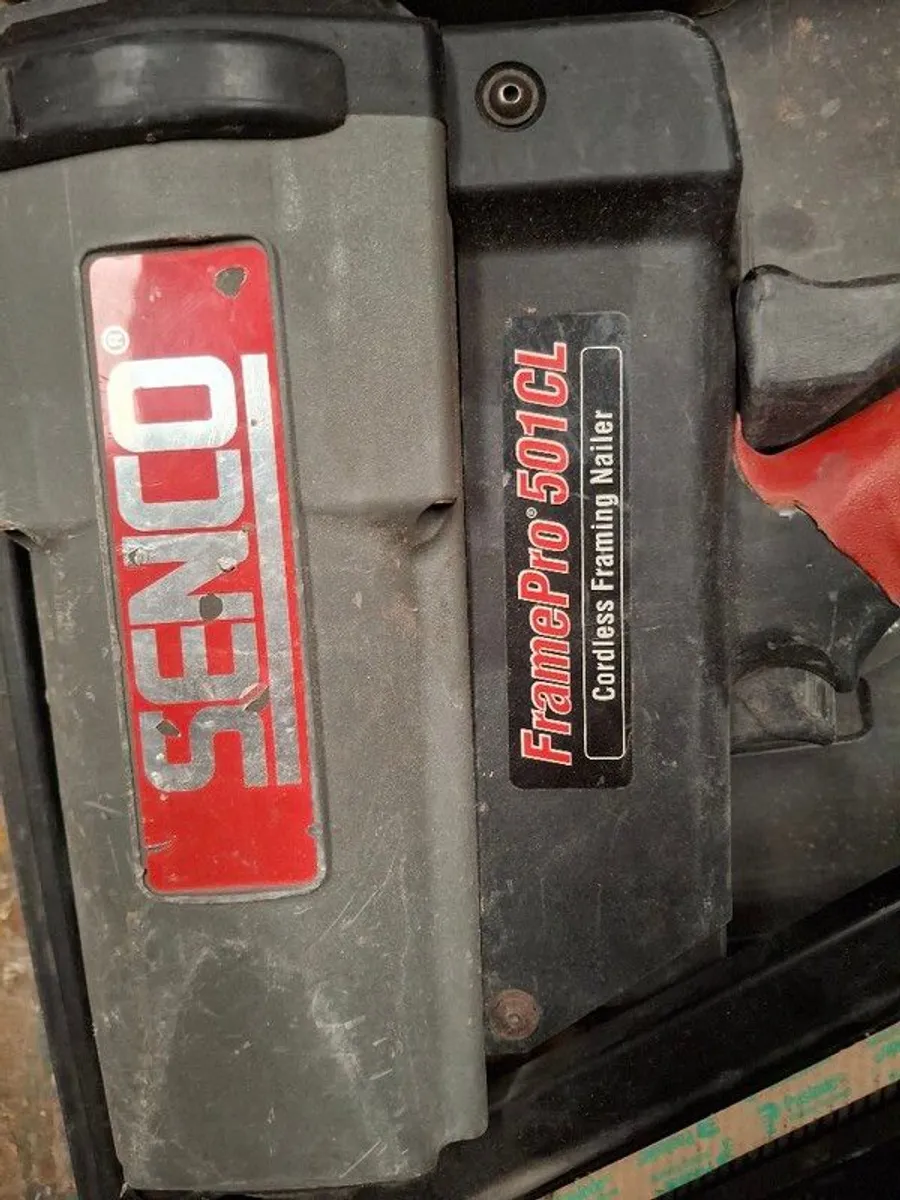 SENCO®
FramePro® 501CL
Cordless Framing Nailer